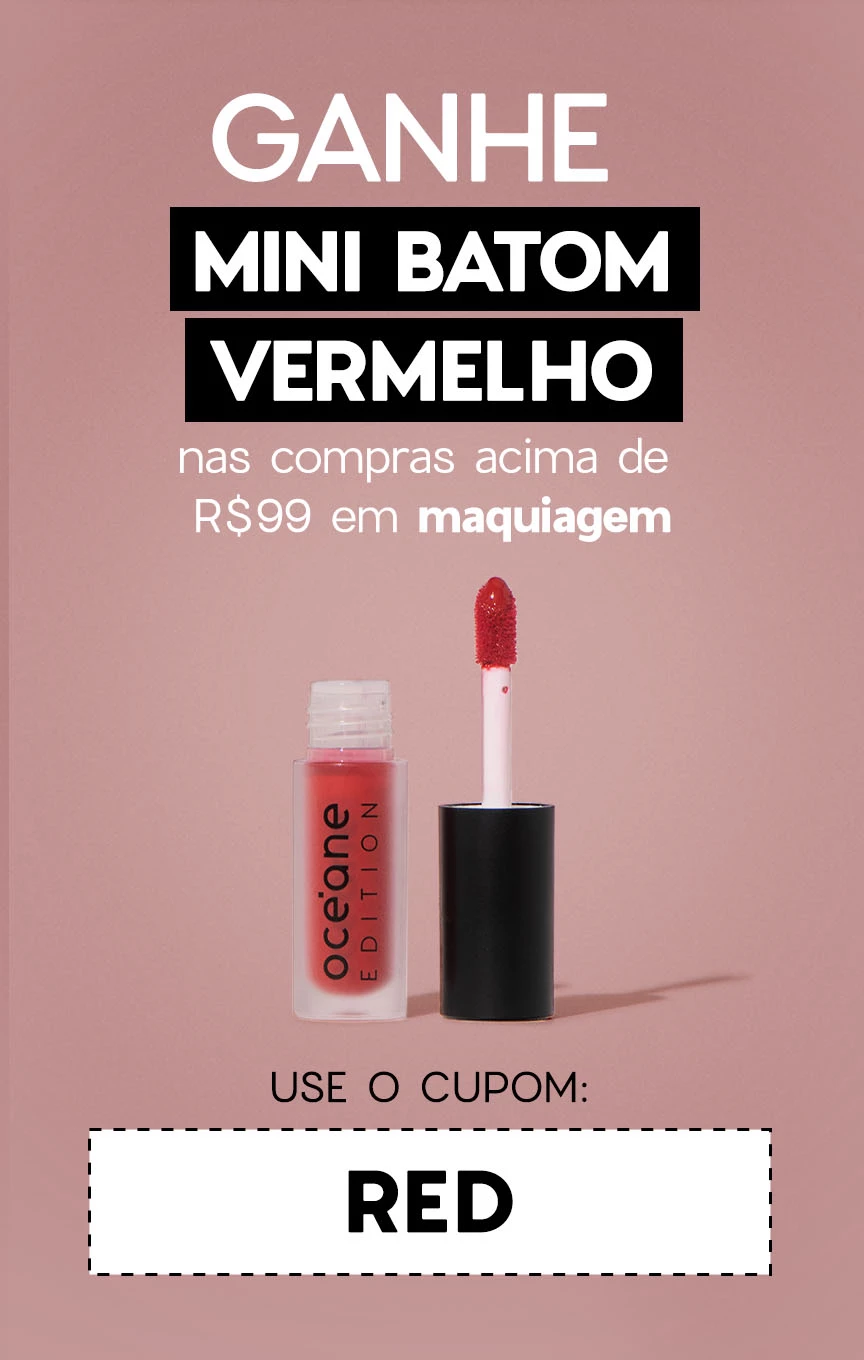 GANHE
MINI BATOM
VERMELHO
nas compras acima de
R$99 em maquiagem
océane
EDITION
USE O CUPOM:
RED